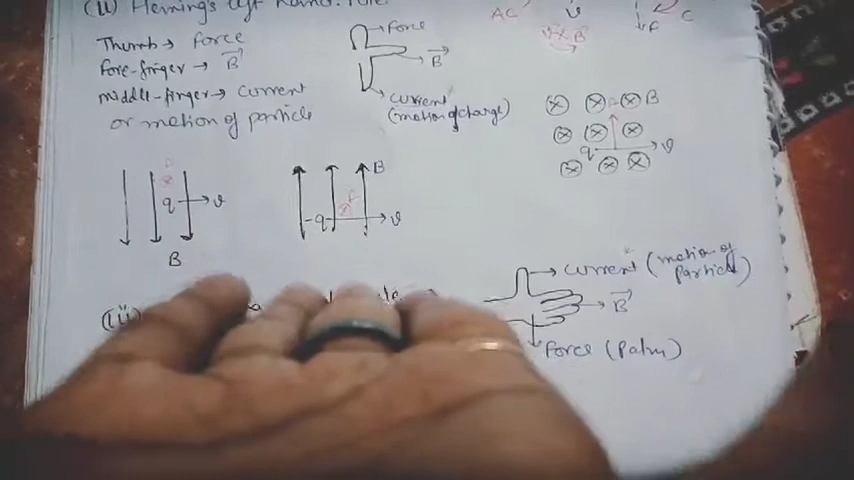 (ii) Fleming's left hand rule
Thumb → Force
Fore-finger → B
middle-finger → current
or motion of particle
Force
B
current
(motion of charge)
AC
v
F
C
v × B
B
q
v
q
v
B
B
F
-q
v
(iii)
current (motion of
particle)
B
Force (palm)